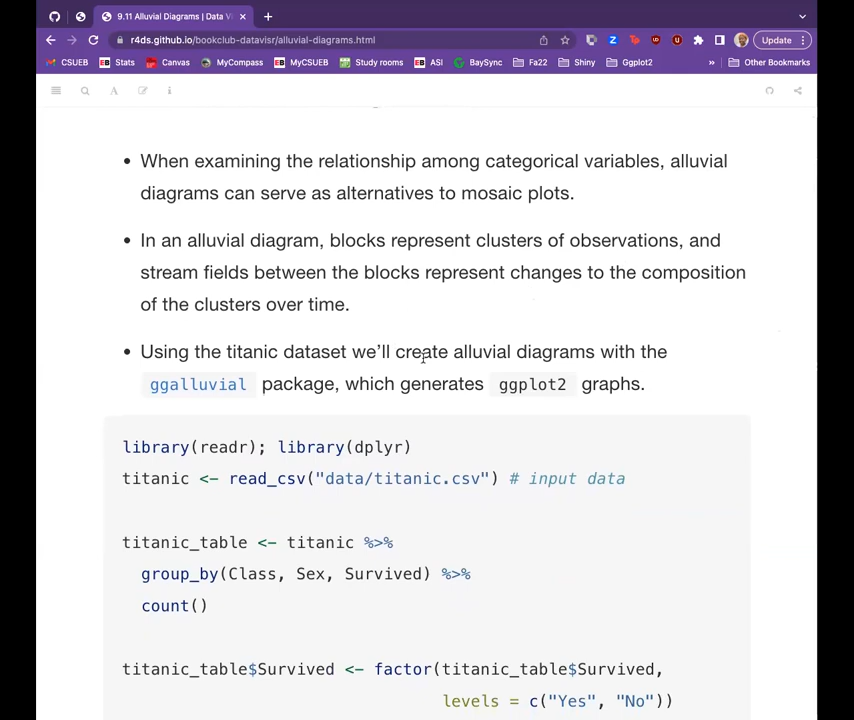 9.11 Alluvial Diagrams | Data Vi
r4ds.github.io/bookclub-datavisr/alluvial-diagrams.html
Update
CSUEB Stats Canvas MyCompass MyCSUEB Study rooms ASI BaySync Fa22 Shiny Ggplot2 » Other Bookmarks
• When examining the relationship among categorical variables, alluvial
diagrams can serve as alternatives to mosaic plots.
• In an alluvial diagram, blocks represent clusters of observations, and
stream fields between the blocks represent changes to the composition
of the clusters over time.
• Using the titanic dataset we’ll create alluvial diagrams with the
ggalluvial package, which generates ggplot2 graphs.
library(readr); library(dplyr)
titanic <- read_csv("data/titanic.csv") # input data
titanic_table <- titanic %>%
group_by(Class, Sex, Survived) %>%
count()
titanic_table$Survived <- factor(titanic_table$Survived,
levels = c("Yes", "No"))